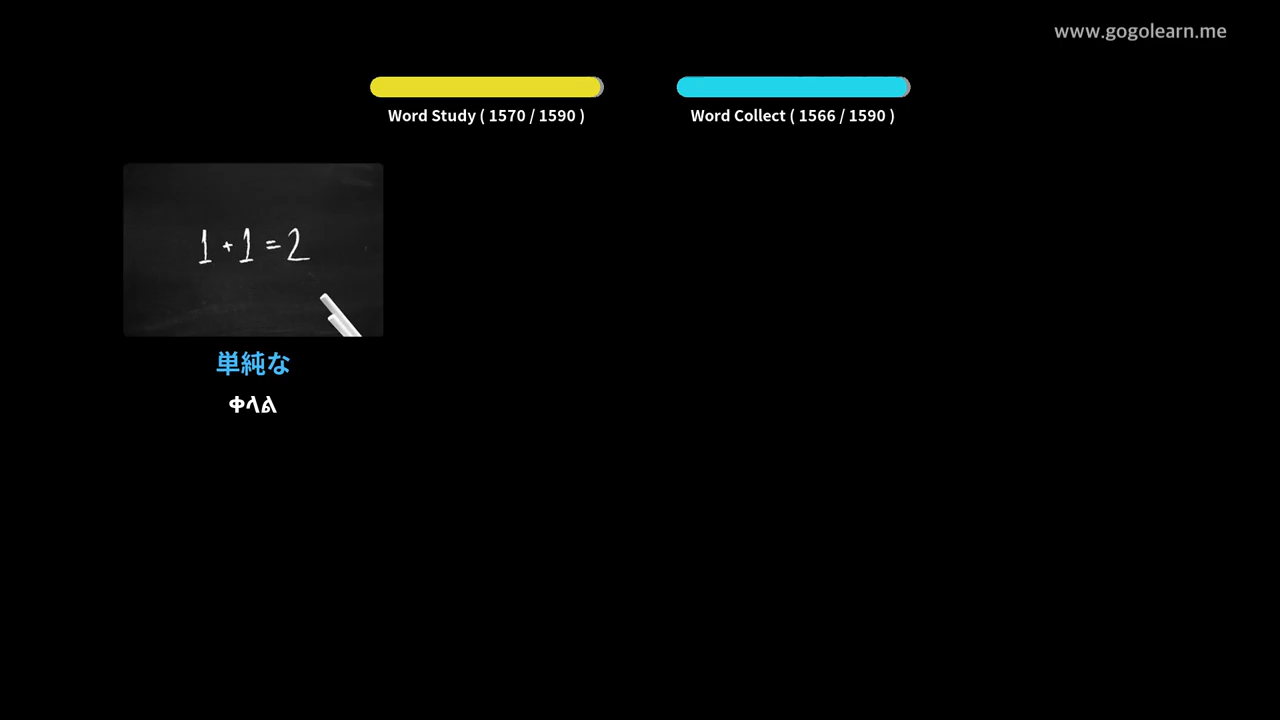 www.gogolearn.me
Word Study ( 1570 / 1590 )
Word Collect ( 1566 / 1590 )
1 + 1 = 2
単純な
ቀላል